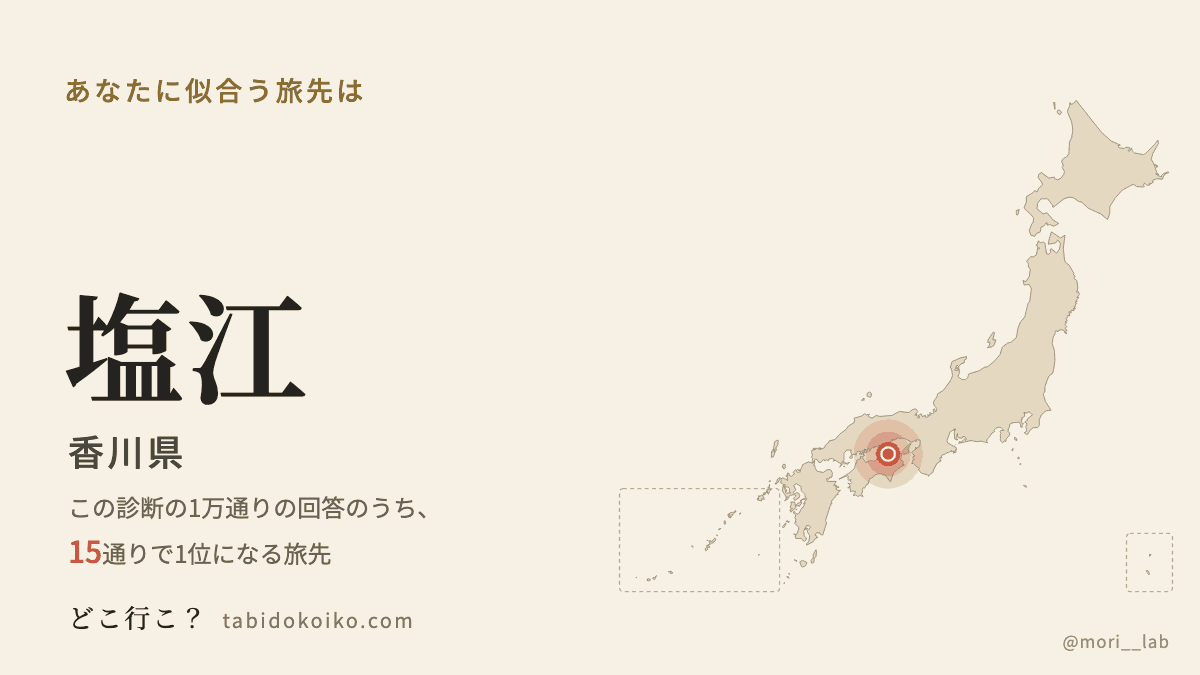 あなたに似合う旅先は
塩江
香川県
この診断の1万通りの回答のうち、
15通りで1位になる旅先
どこ行こ？ tabidokoiko.com
@mori__lab